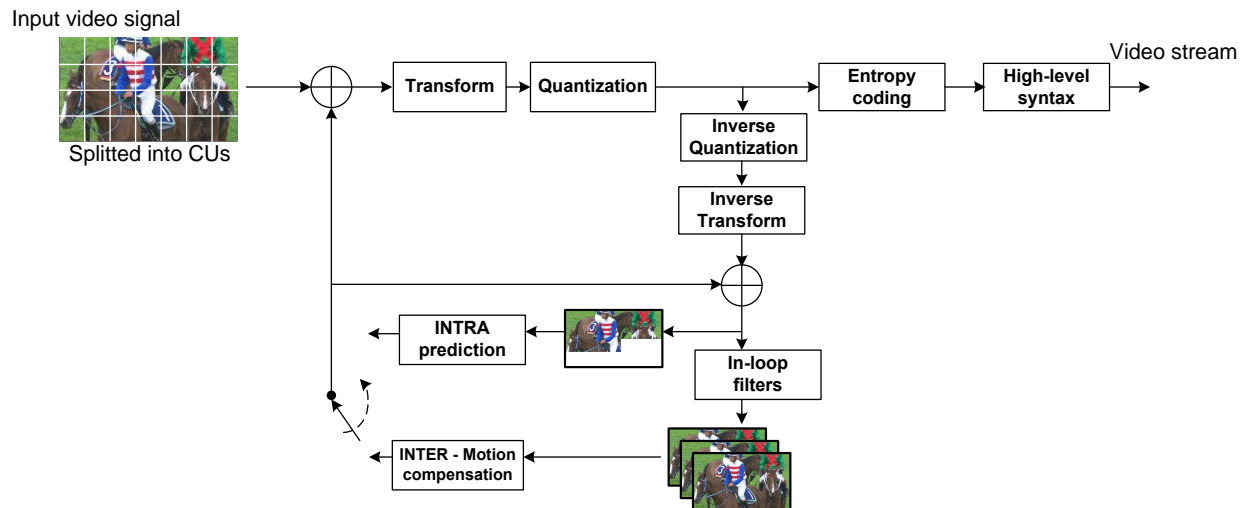 Input video signal
Video stream
Transform
Quantization
Entropy
coding
High-level
syntax
Splitted into CUs
Inverse
Quantization
Inverse
Transform
INTRA
prediction
In-loop
filters
INTER - Motion
compensation